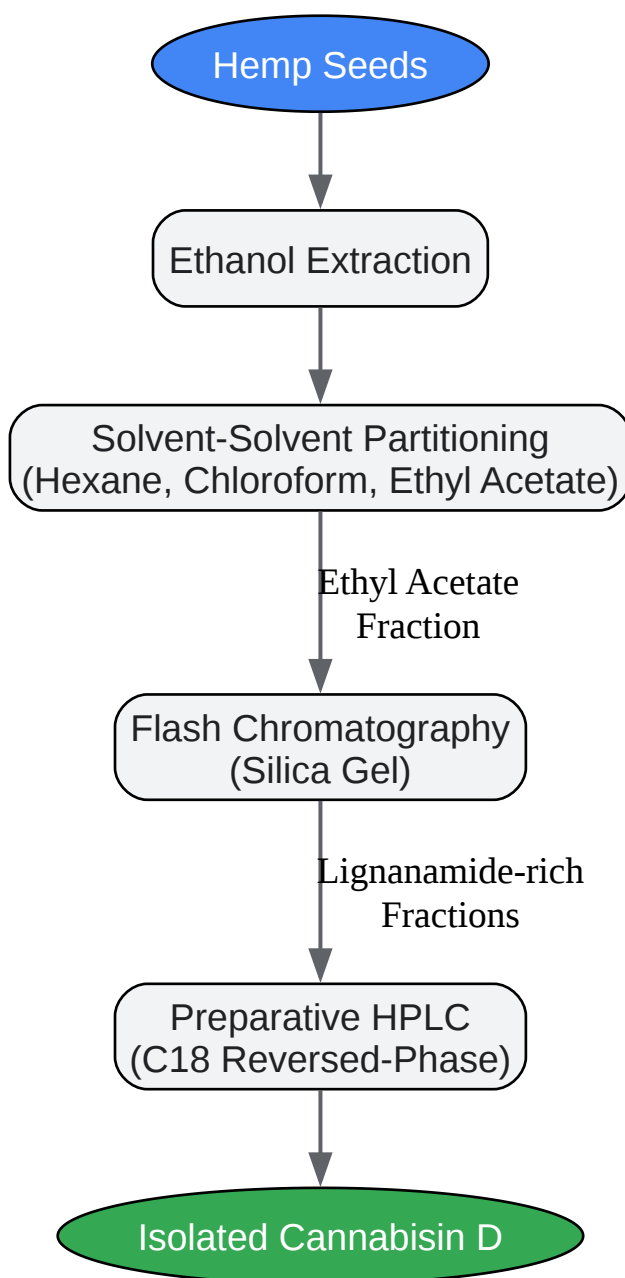 Hemp Seeds
Ethanol Extraction
Solvent-Solvent Partitioning
(Hexane, Chloroform, Ethyl Acetate)
Ethyl Acetate
Fraction
Flash Chromatography
(Silica Gel)
Lignanamide-rich
Fractions
Preparative HPLC
(C18 Reversed-Phase)
Isolated Cannabisin D